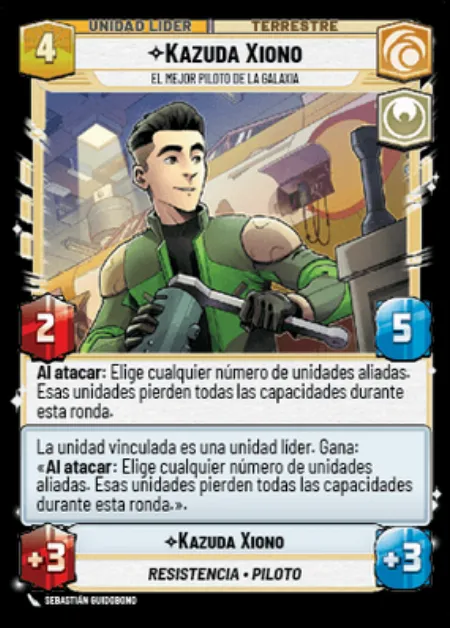 UNIDAD LÍDER
TERRESTRE
4
Kazuda Xiono
EL MEJOR PILOTO DE LA GALAXIA
2
5
Al atacar: Elige cualquier número de unidades aliadas.
Esas unidades pierden todas las capacidades durante
esta ronda.
La unidad vinculada es una unidad líder. Gana:
«Al atacar: Elige cualquier número de unidades
aliadas. Esas unidades pierden todas las capacidades
durante esta ronda.».
Kazuda Xiono
+3
+3
RESISTENCIA • PILOTO
SEBASTIÁN GUIDOBONO